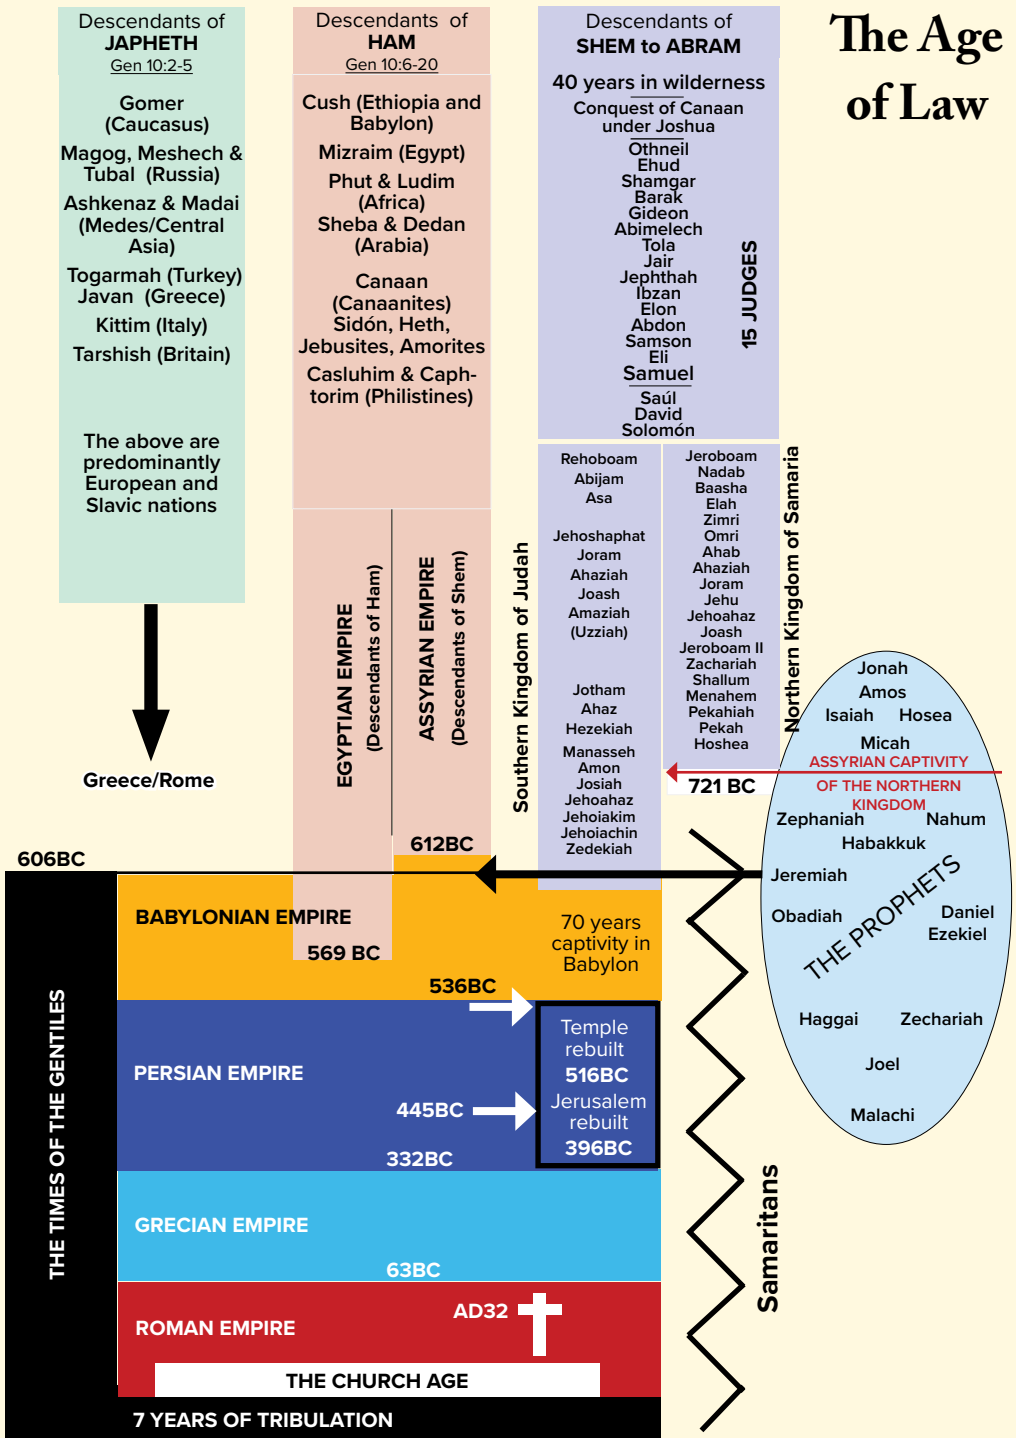 The Age
of Law
Descendants of
JAPHETH
Gen 10:2-5
Gomer
(Caucasus)
Magog, Meshech &
Tubal (Russia)
Ashkenaz & Madai
(Medes/Central
Asia)
Togarmah (Turkey)
Javan (Greece)
Kittim (Italy)
Tarshish (Britain)
The above are
predominantly
European and
Slavic nations
Greece/Rome
Descendants of
HAM
Gen 10:6-20
Cush (Ethiopia and
Babylon)
Mizraim (Egypt)
Phut & Ludim
(Africa)
Sheba & Dedan
(Arabia)
Canaan
(Canaanites)
Sidón, Heth,
Jebusites, Amorites
Casluhim & Caph-
torim (Philistines)
EGYPTIAN EMPIRE
(Descendants of Ham)
ASSYRIAN EMPIRE
(Descendants of Shem)
Descendants of
SHEM to ABRAM
40 years in wilderness
Conquest of Canaan
under Joshua
Othneil
Ehud
Shamgar
Barak
Gideon
Abimelech
Tola
Jair
Jephthah
Ibzan
Elon
Abdon
Samson
Eli
Samuel
15 JUDGES
Saúl
David
Solomón
Southern Kingdom of Judah
Rehoboam
Abijam
Asa
Jehoshaphat
Joram
Ahaziah
Joash
Amaziah
(Uzziah)
Jotham
Ahaz
Hezekiah
Manasseh
Amon
Josiah
Jehoahaz
Jehoiakim
Jehoiachin
Zedekiah
Jeroboam
Nadab
Baasha
Elah
Zimri
Omri
Ahab
Ahaziah
Joram
Jehu
Jehoahaz
Joash
Jeroboam II
Zachariah
Shallum
Menahem
Pekahiah
Pekah
Hoshea
Northern Kingdom of Samaria
721 BC
Jonah
Amos
Isaiah Hosea
Micah
ASSYRIAN CAPTIVITY
OF THE NORTHERN
KINGDOM
Zephaniah Nahum
Habakkuk
Jeremiah
THE PROPHETS
Obadiah Daniel
Ezekiel
Haggai Zechariah
Joel
Malachi
606BC
612BC
THE TIMES OF THE GENTILES
BABYLONIAN EMPIRE
569 BC
70 years
captivity in
Babylon
536BC
PERSIAN EMPIRE
Temple
rebuilt
516BC
445BC
Jerusalem
rebuilt
396BC
332BC
GRECIAN EMPIRE
63BC
ROMAN EMPIRE
AD32
THE CHURCH AGE
7 YEARS OF TRIBULATION
Samaritans